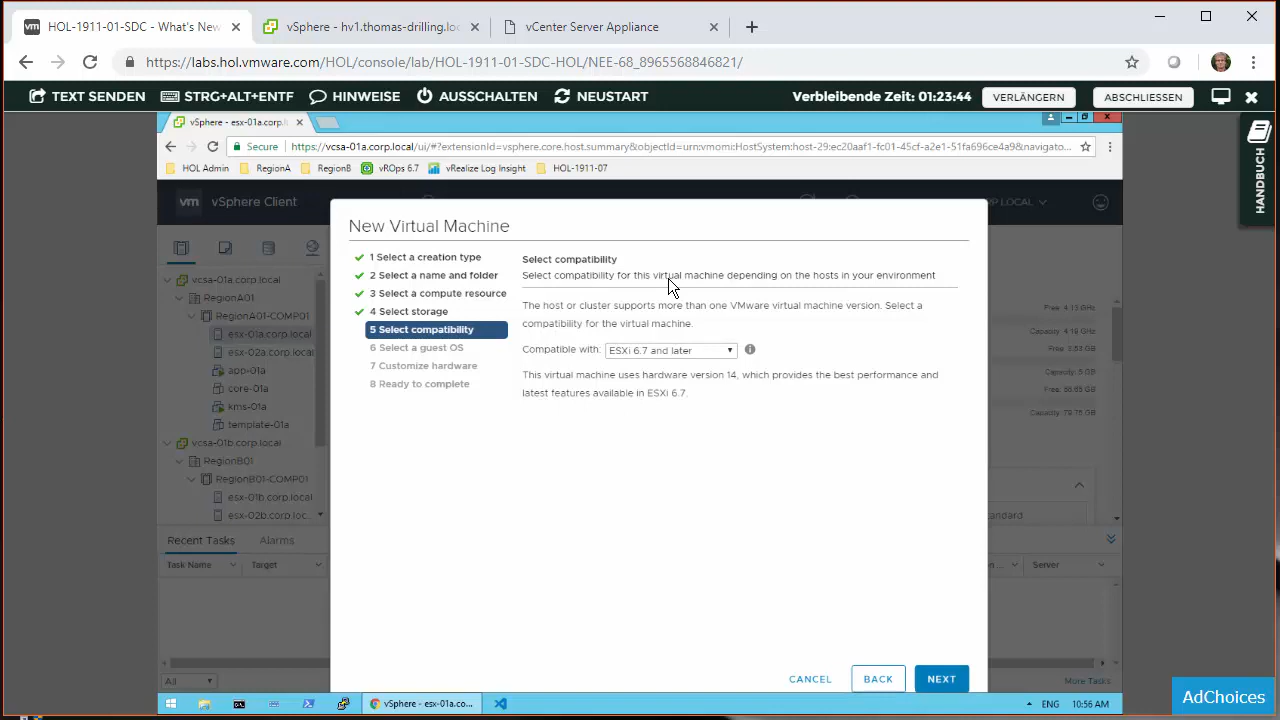 vm HOL-1911-01-SDC - What's New
vSphere - hv1.thomas-drilling.loc
vCenter Server Appliance
https://labs.hol.vmware.com/HOL/console/lab/HOL-1911-01-SDC-HOL/NEE-68_8965568846821/
TEXT SENDEN
STRG+ALT+ENTF
HINWEISE
AUSSCHALTEN
NEUSTART
Verbleibende Zeit: 01:23:44
VERLÄNGERN
ABSCHLIESSEN
HANDBUCH
vSphere - esx-01a.corp.l
Secure
https://vcsa-01a.corp.local/ui/#?extensionId=vsphere.core.host.summary&objectId=urn:vmomi:HostSystem:host-29:ec20aaf1-fc01-45cf-a2e1-51fa696ce4a9&navigato...
HOL Admin
RegionA
RegionB
vROps 6.7
vRealize Log Insight
HOL-1911-07
vm vSphere Client
RP.LOCAL
vcsa-01a.corp.local
RegionA01
RegionA01-COMP01
esx-01a.corp.local
esx-02a.corp.local
app-01a
core-01a
kms-01a
template-01a
vcsa-01b.corp.local
RegionB01
RegionB01-COMP01
esx-01b.corp.local
esx-02b.corp.loc...
New Virtual Machine
1 Select a creation type
2 Select a name and folder
3 Select a compute resource
4 Select storage
5 Select compatibility
6 Select a guest OS
7 Customize hardware
8 Ready to complete
Select compatibility
Select compatibility for this virtual machine depending on the hosts in your environment
The host or cluster supports more than one VMware virtual machine version. Select a
compatibility for the virtual machine.
Compatible with: ESXi 6.7 and later
This virtual machine uses hardware version 14, which provides the best performance and
latest features available in ESXi 6.7.
CANCEL
BACK
NEXT
Capacity: 79.75 GB
standard
Recent Tasks
Alarms
Task Name
Target
Server
All
More Tasks
vSphere - esx-01a.co...
ENG
10:56 AM
AdChoices